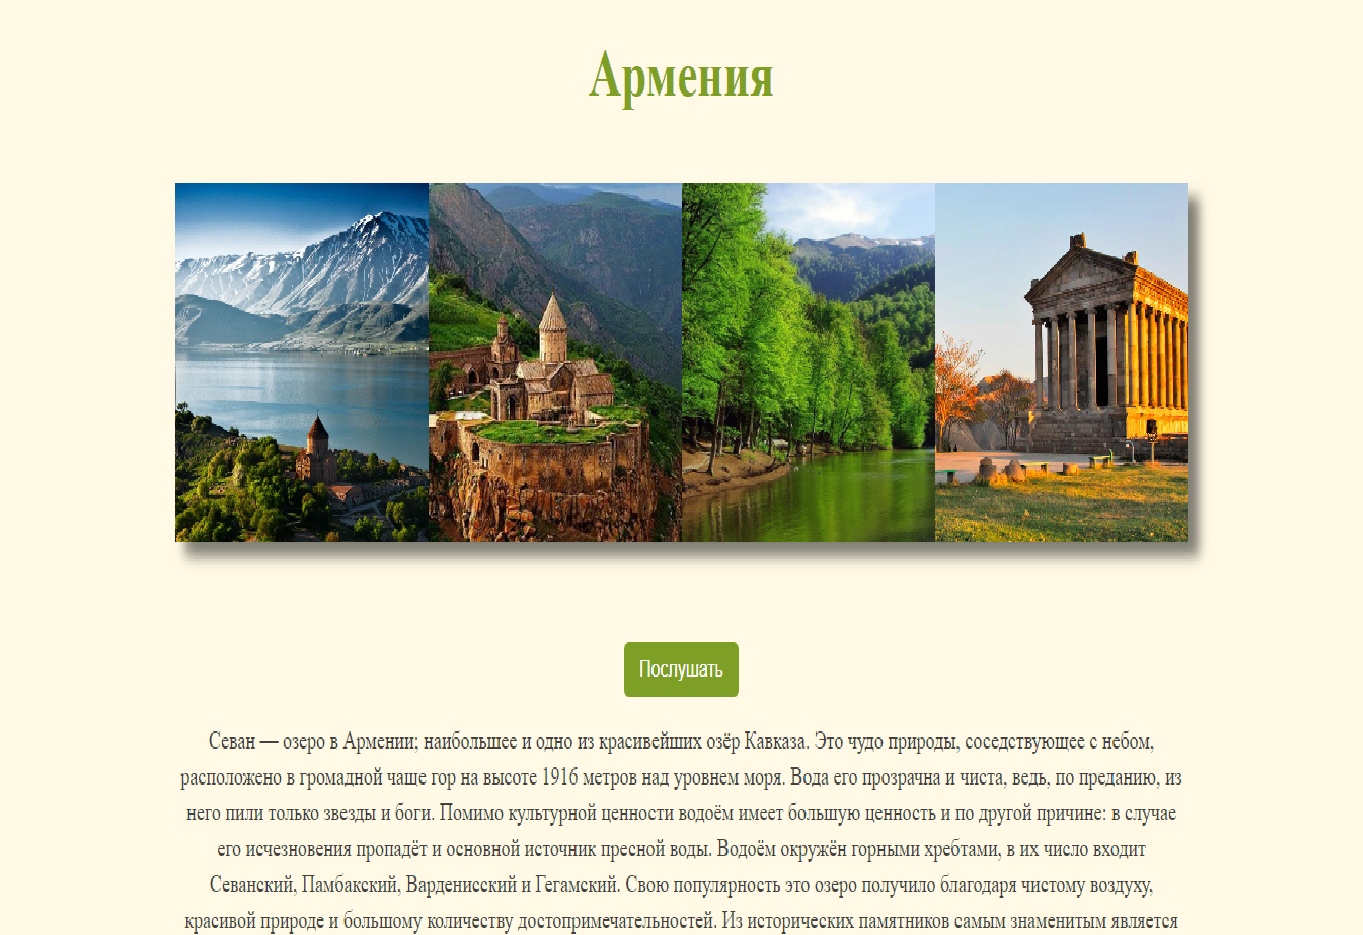 Армения
Послушать
Севан — озеро в Армении; наибольшее и одно из красивейших озёр Кавказа. Это чудо природы, соседствующее с небом,
расположено в громадной чаше гор на высоте 1916 метров над уровнем моря. Вода его прозрачна и чиста, ведь, по преданию, из
него пили только звезды и боги. Помимо культурной ценности водоём имеет большую ценность и по другой причине: в случае
его исчезновения пропадёт и основной источник пресной воды. Водоём окружён горными хребтами, в их число входит
Севанский, Памбакский, Варденисский и Гегамский. Свою популярность это озеро получило благодаря чистому воздуху,
красивой природе и большому количеству достопримечательностей. Из исторических памятников самым знаменитым является